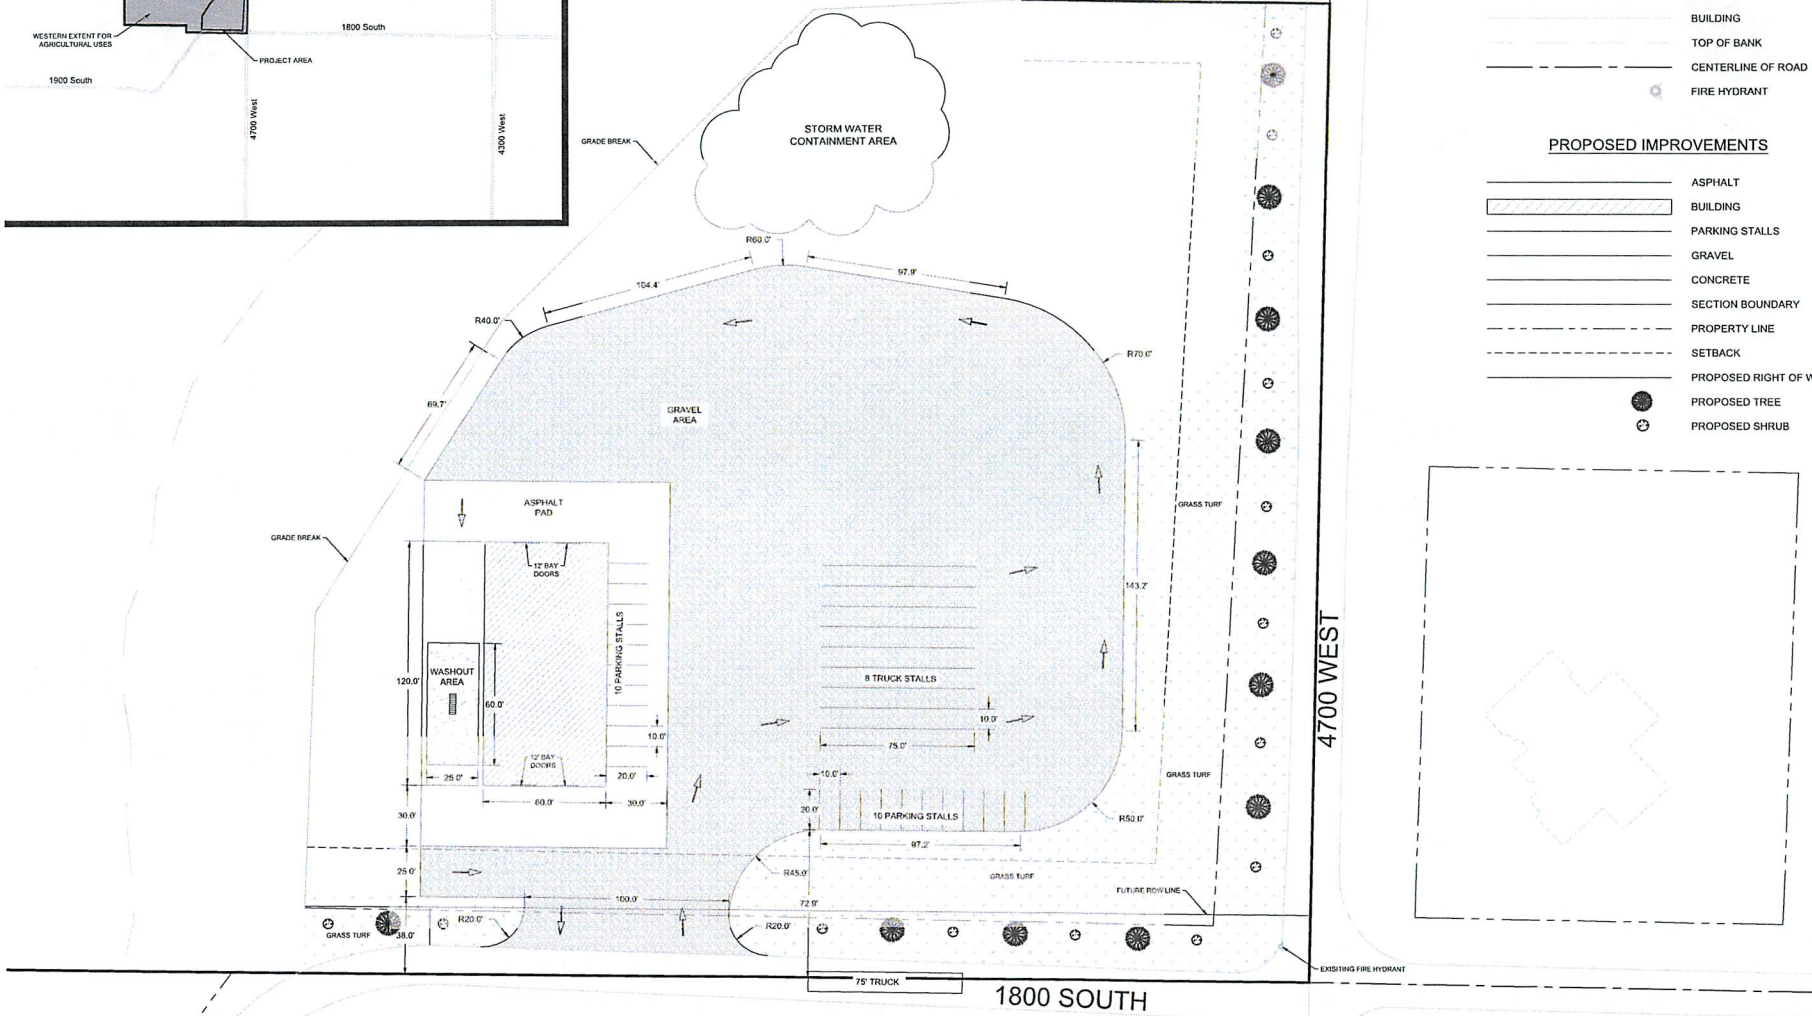 WESTERN EXTENT FOR
AGRICULTURAL USES
1800 South
PROJECT AREA
1900 South
4700 West
4300 West
BUILDING
TOP OF BANK
CENTERLINE OF ROAD
FIRE HYDRANT
PROPOSED IMPROVEMENTS
ASPHALT
BUILDING
PARKING STALLS
GRAVEL
CONCRETE
SECTION BOUNDARY
PROPERTY LINE
SETBACK
PROPOSED RIGHT OF W
PROPOSED TREE
PROPOSED SHRUB
GRADE BREAK
STORM WATER
CONTAINMENT AREA
R60.0'
104.4'
97.9'
R40.0'
R70.0'
69.7'
GRAVEL
AREA
ASPHALT
PAD
GRASS TURF
GRADE BREAK
12' BAY
DOORS
143.2'
10 PARKING STALLS
WASHOUT
AREA
120.0'
60.0'
8 TRUCK STALLS
10.0'
10.0'
75.0'
12' BAY
DOORS
25.0'
20.0'
10.0'
GRASS TURF
60.0'
30.0'
30.0'
20.0'
10 PARKING STALLS
R50.0'
97.2'
25.0'
R45.0'
GRASS TURF
FUTURE ROW LINE
100.0'
72.9'
R20.0'
R20.0'
GRASS TURF
38.0'
4700 WEST
EXISITING FIRE HYDRANT
75' TRUCK
1800 SOUTH